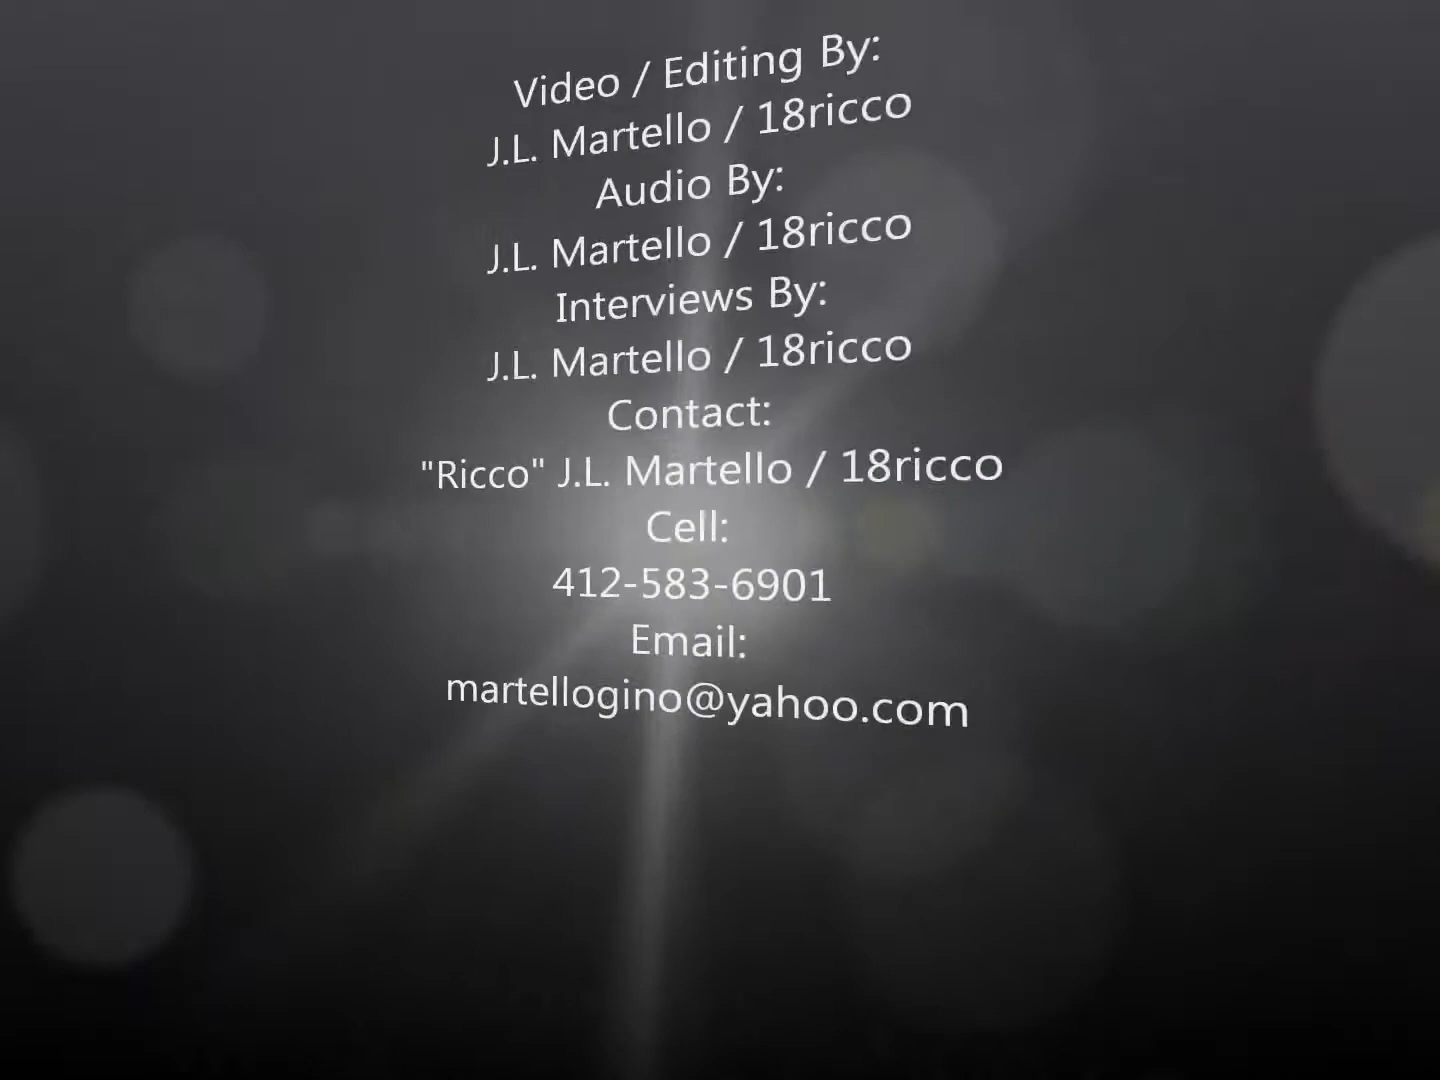 Video / Editing By:
J.L. Martello / 18ricco
Audio By:
J.L. Martello / 18ricco
Interviews By:
J.L. Martello / 18ricco
Contact:
"Ricco" J.L. Martello / 18ricco
Cell:
412-583-6901
Email:
martellogino@yahoo.com